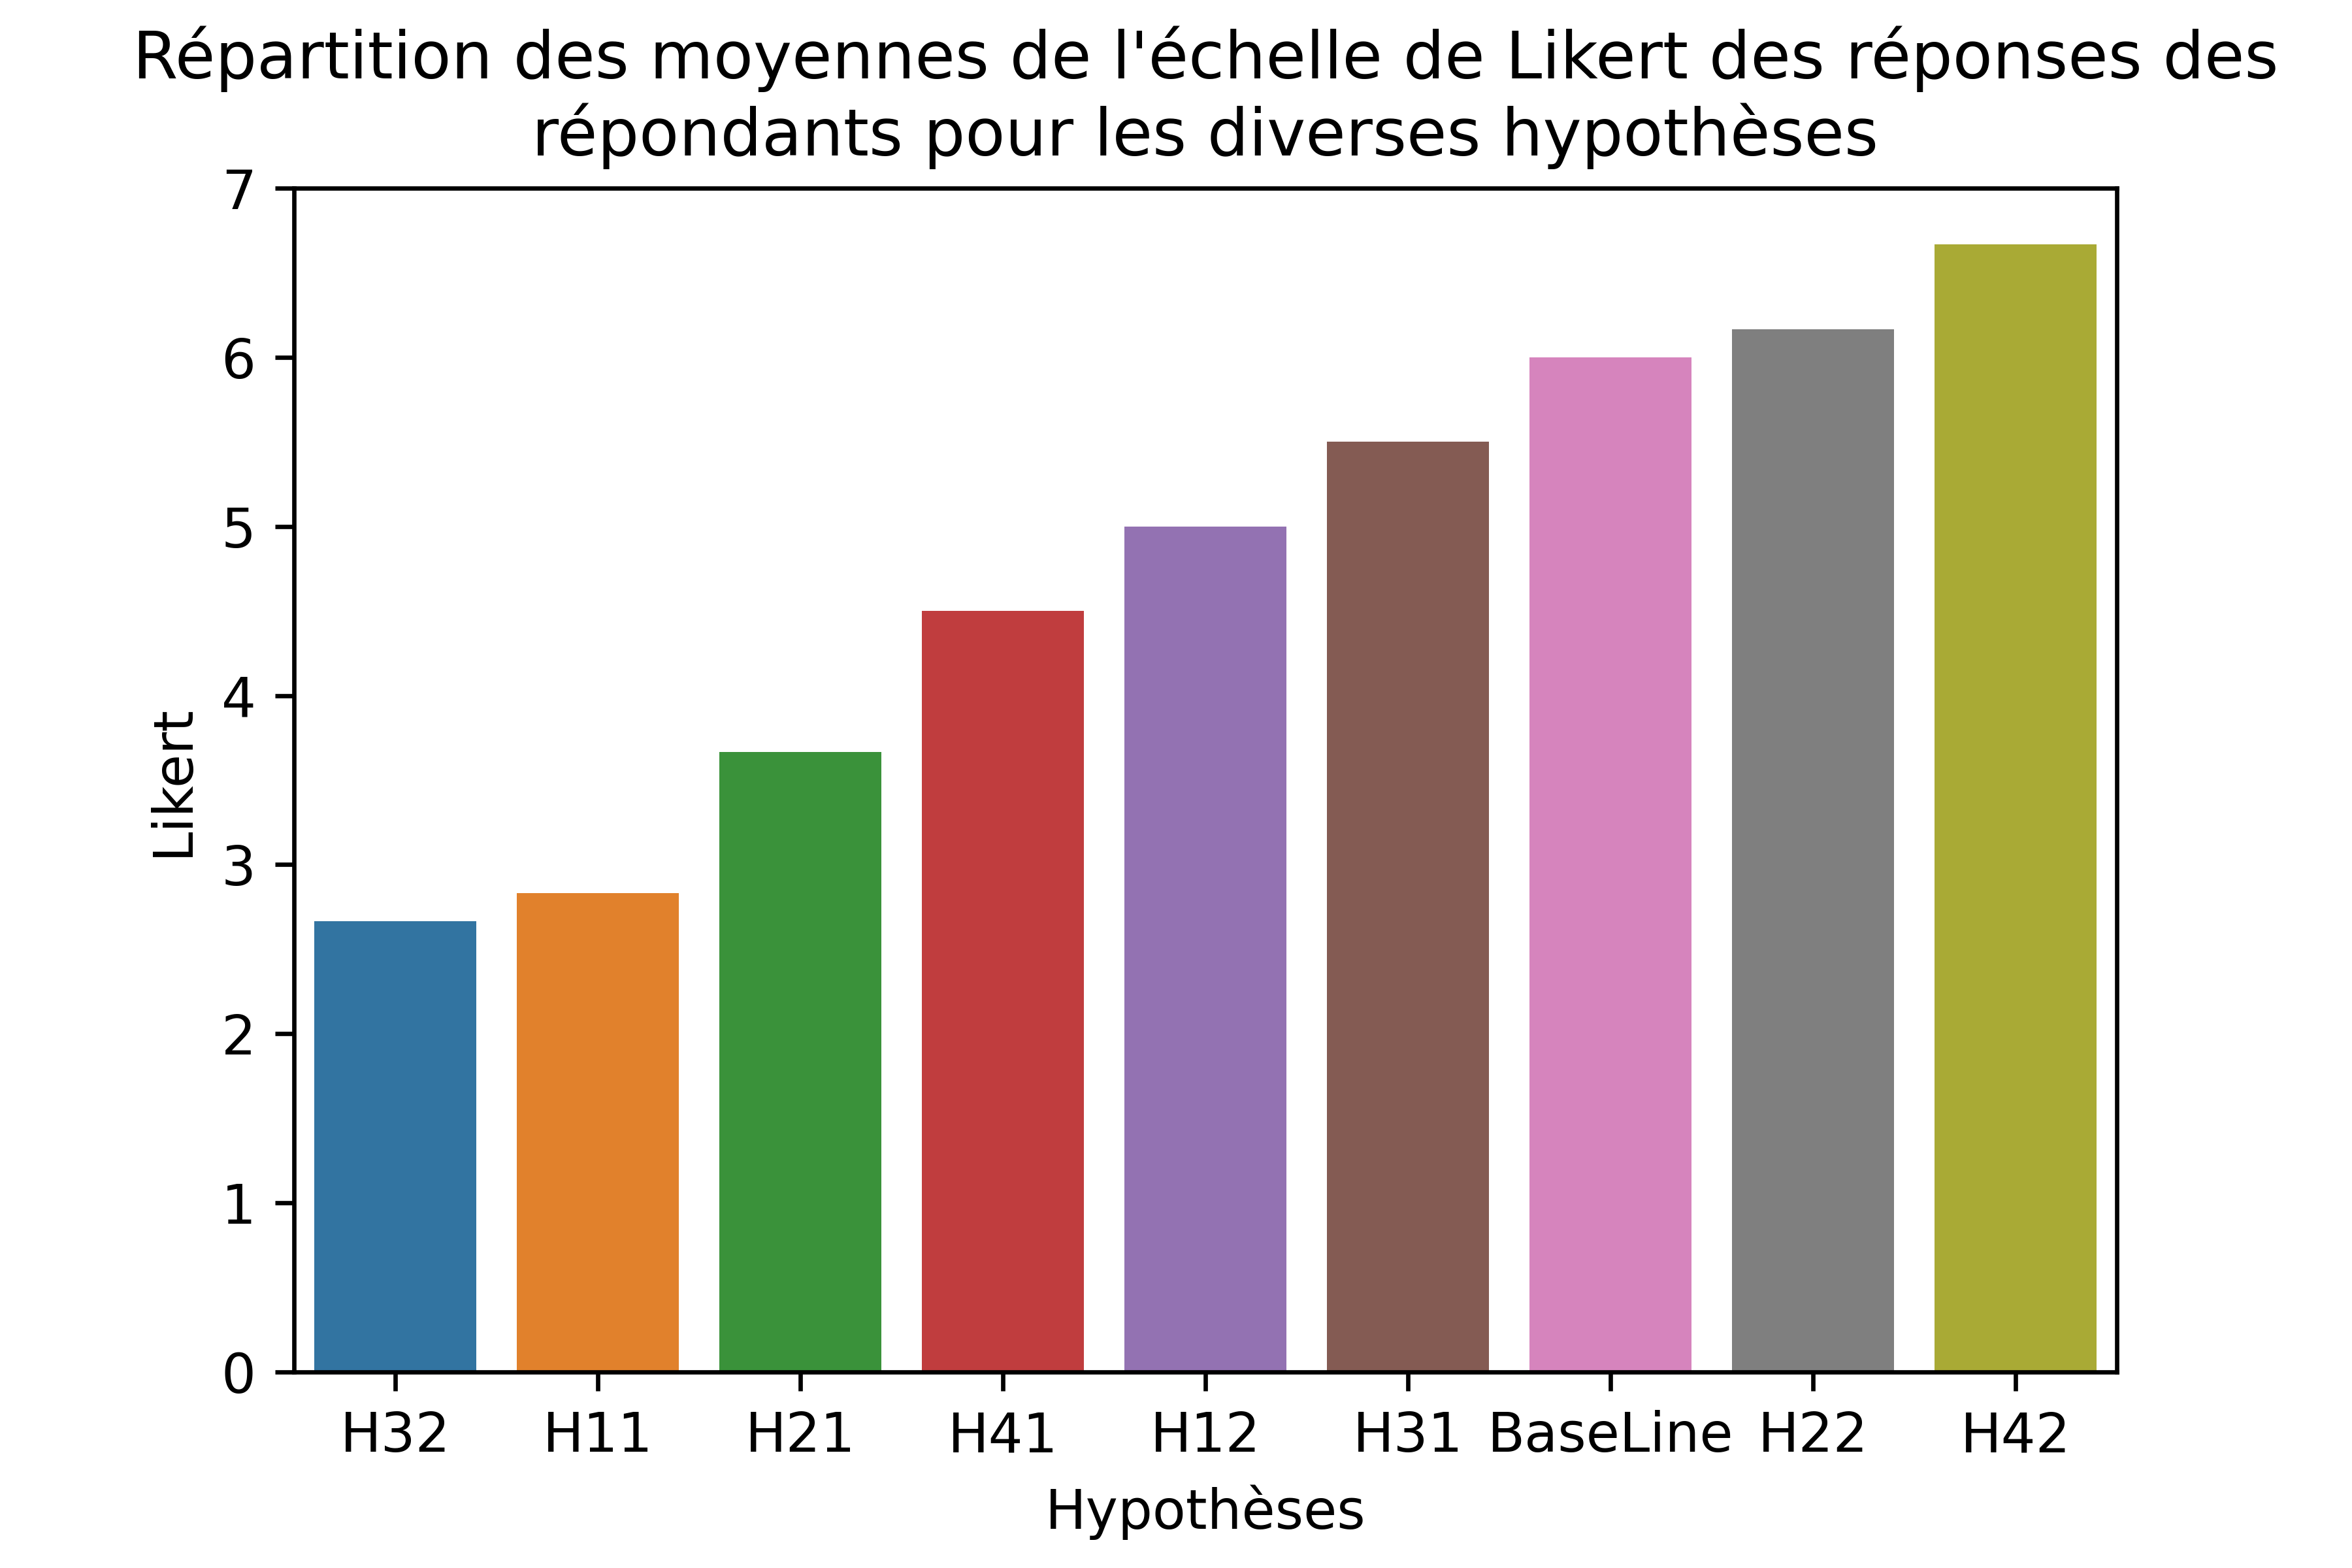 Répartition des moyennes de l'échelle de Likert des réponses des
répondants pour les diverses hypothèses
7
6
5
4
3
2
1
0
Likert
H32 H11 H21 H41 H12 H31 BaseLine H22 H42
Hypothèses